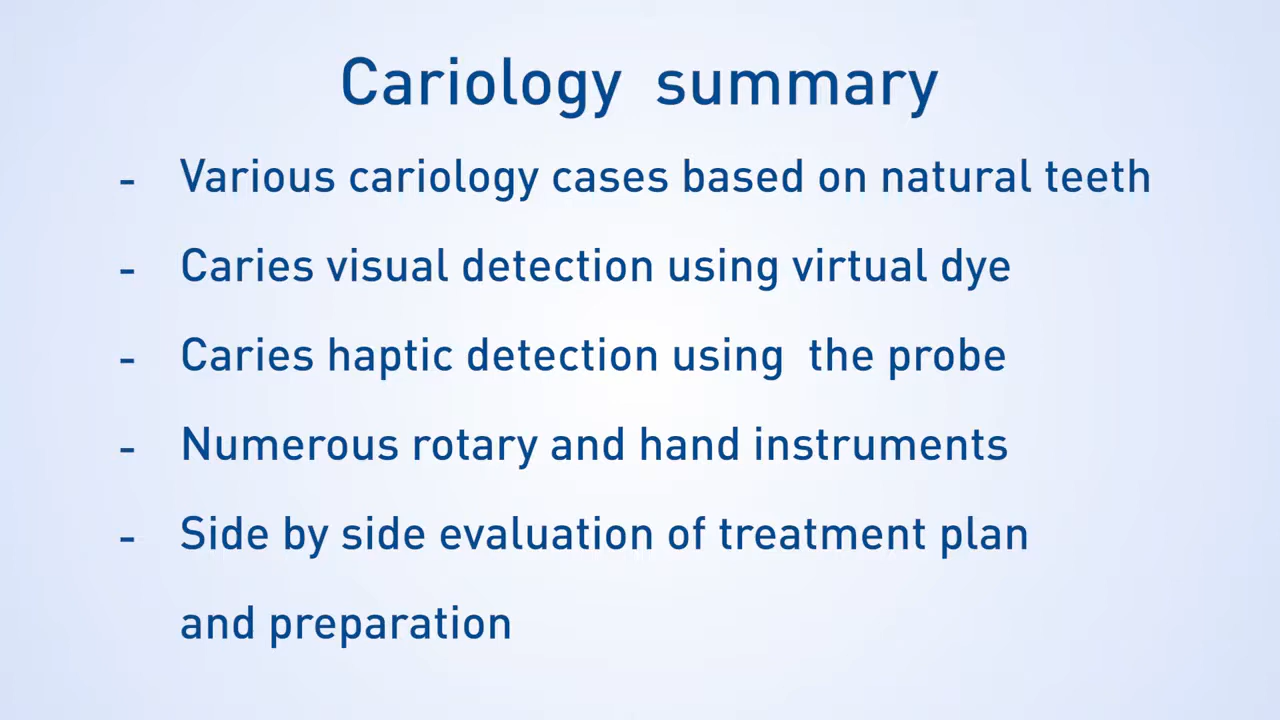 Cariology summary
- Various cariology cases based on natural teeth
- Caries visual detection using virtual dye
- Caries haptic detection using the probe
- Numerous rotary and hand instruments
- Side by side evaluation of treatment plan
and preparation